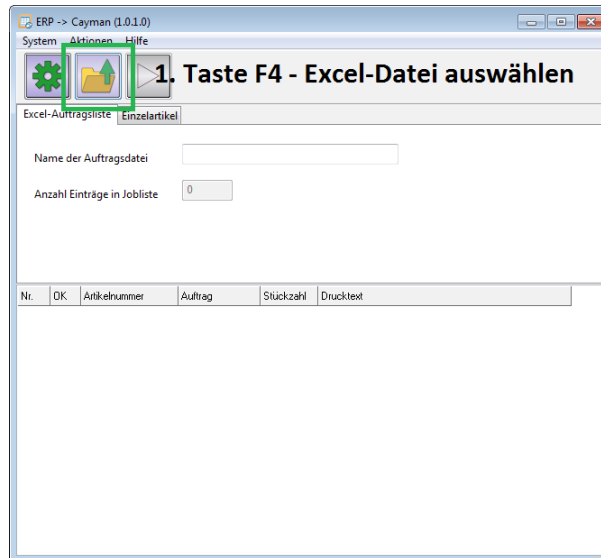 ERP -> Cayman (1.0.1.0)
System Aktionen Hilfe
1. Taste F4 - Excel-Datei auswählen
Excel-Auftragsliste Einzelartikel
Name der Auftragsdatei
Anzahl Einträge in Jobliste 0
Nr. OK Artikelnummer Auftrag Stückzahl Drucktext